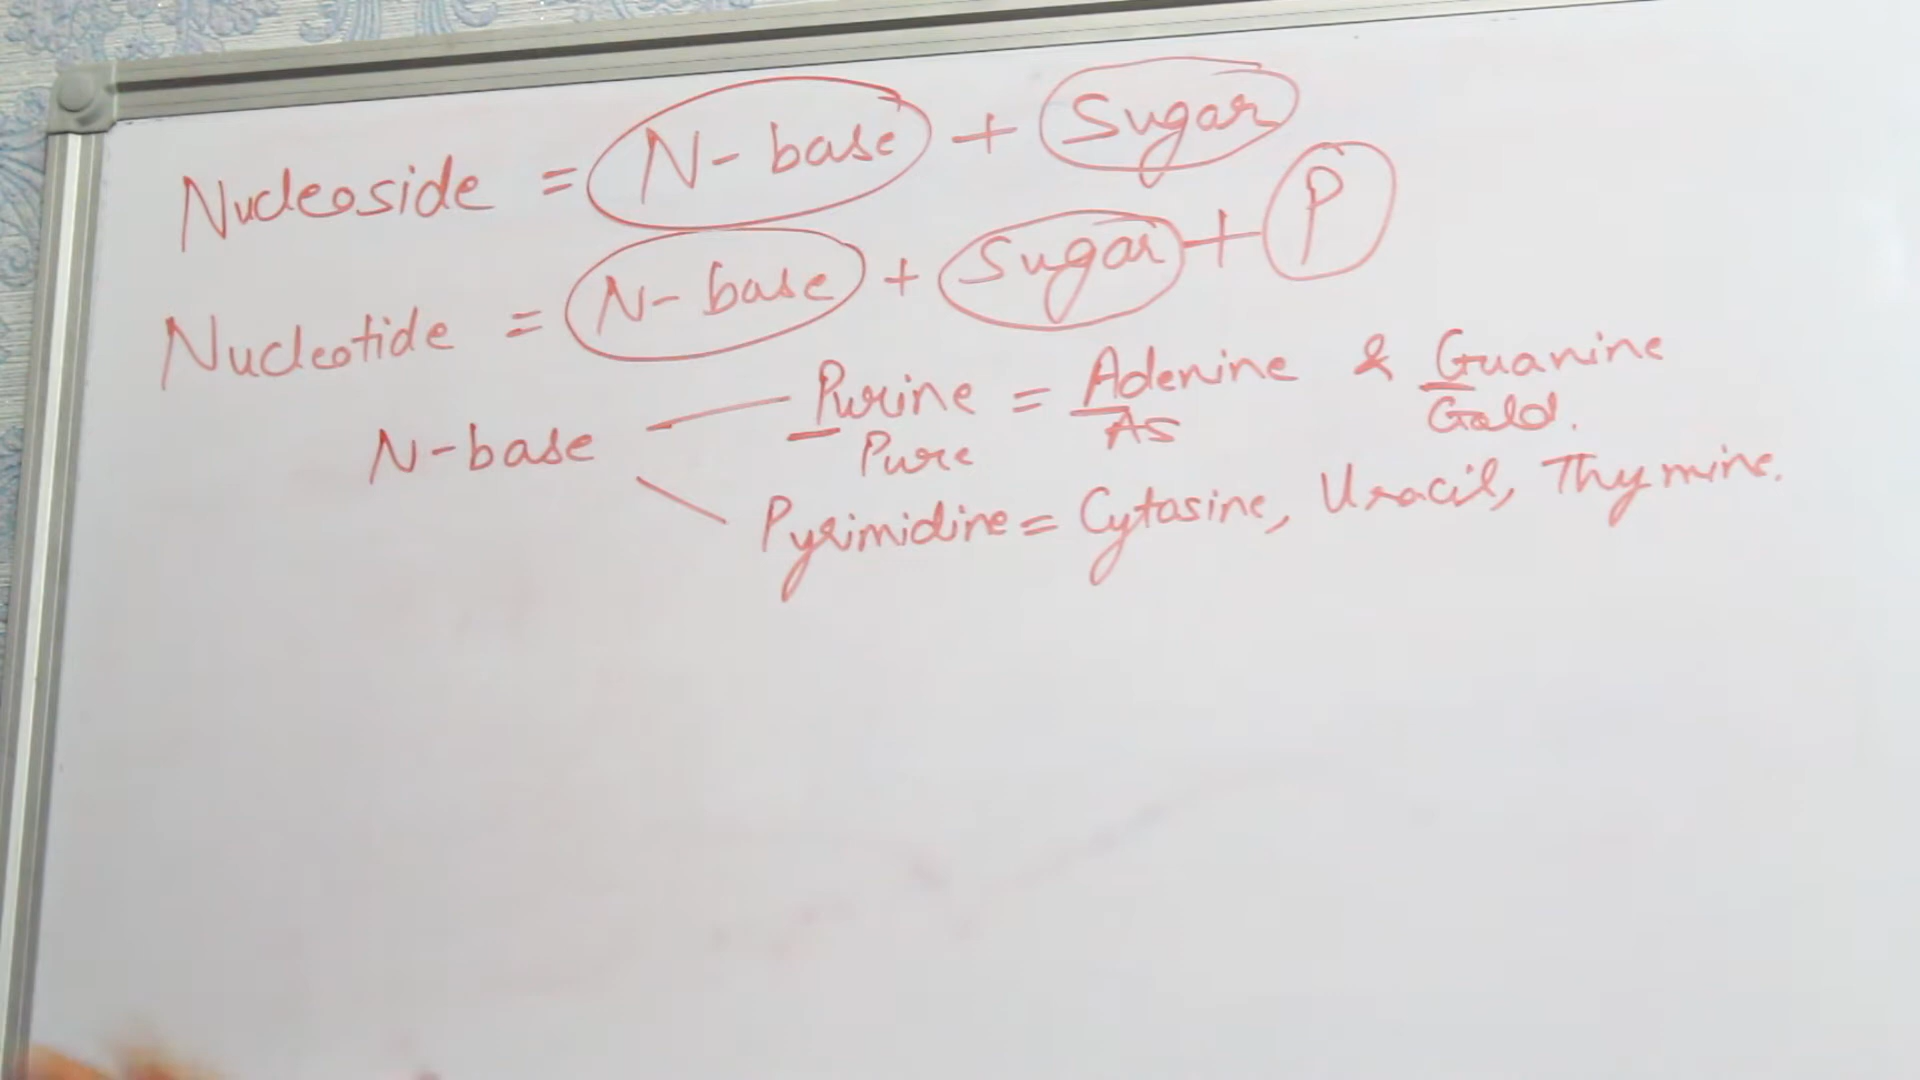 Nucleoside = N-base + Sugar
Nucleotide = N-base + Sugar + P
N-base
Purine = Adenine & Guanine
Pure As Gold.
Pyrimidine = Cytosine, Uracil, Thymine.